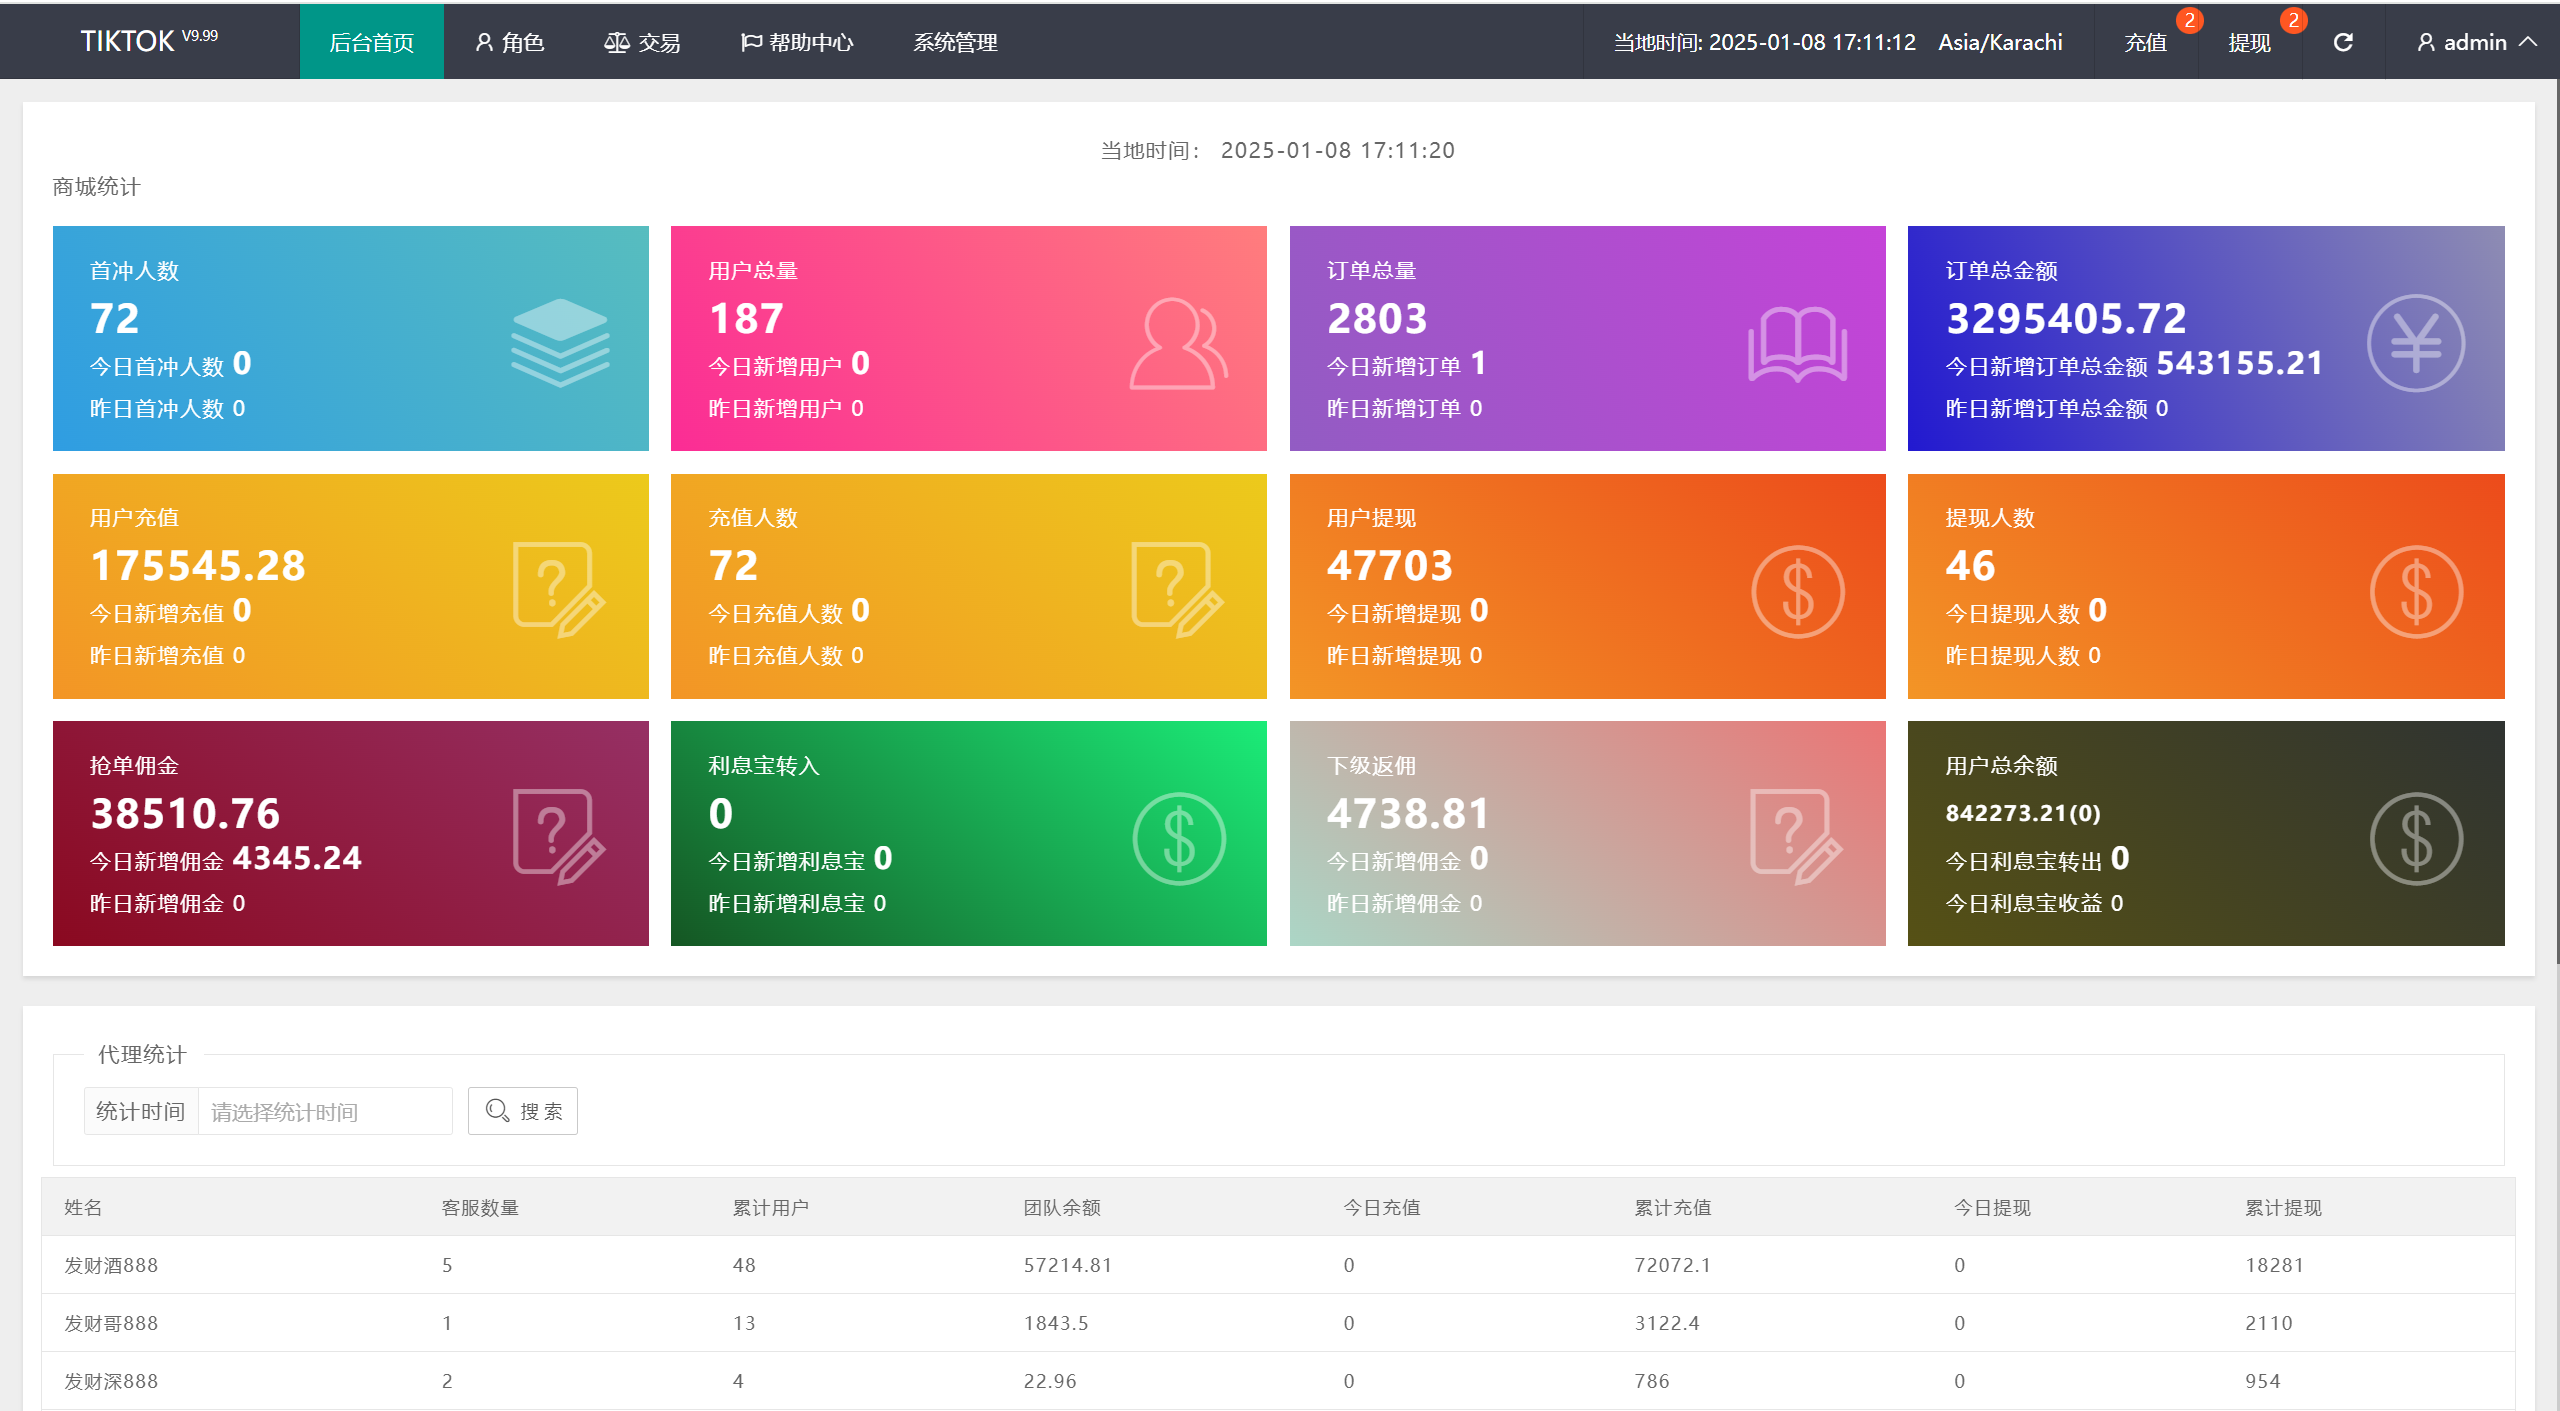 TIKTOK V9.99
后台首页
角色
交易
帮助中心
系统管理
当地时间: 2025-01-08 17:11:12 Asia/Karachi
充值 2
提现 2
admin
当地时间： 2025-01-08 17:11:20
商城统计
首冲人数
72
今日首冲人数 0
昨日首冲人数 0
用户总量
187
今日新增用户 0
昨日新增用户 0
订单总量
2803
今日新增订单 1
昨日新增订单 0
订单总金额
3295405.72
今日新增订单总金额 543155.21
昨日新增订单总金额 0
用户充值
175545.28
今日新增充值 0
昨日新增充值 0
充值人数
72
今日充值人数 0
昨日充值人数 0
用户提现
47703
今日新增提现 0
昨日新增提现 0
提现人数
46
今日提现人数 0
昨日提现人数 0
抢单佣金
38510.76
今日新增佣金 4345.24
昨日新增佣金 0
利息宝转入
0
今日新增利息宝 0
昨日新增利息宝 0
下级返佣
4738.81
今日新增佣金 0
昨日新增佣金 0
用户总余额
842273.21(0)
今日利息宝转出 0
今日利息宝收益 0
代理统计
统计时间 请选择统计时间 搜 索
姓名 客服数量 累计用户 团队余额 今日充值 累计充值 今日提现 累计提现
发财酒888 5 48 57214.81 0 72072.1 0 18281
发财哥888 1 13 1843.5 0 3122.4 0 2110
发财深888 2 4 22.96 0 786 0 954